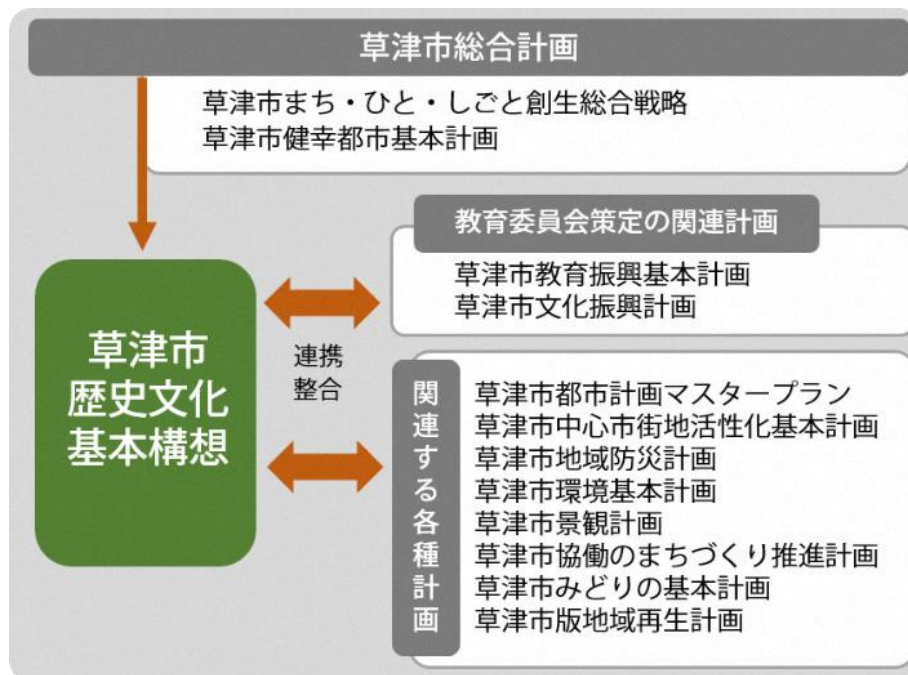 草津市総合計画
草津市まち・ひと・しごと創生総合戦略
草津市健幸都市基本計画
教育委員会策定の関連計画
草津市教育振興基本計画
草津市文化振興計画
草津市
歴史文化
基本構想
連携
整合
関連する各種計画
草津市都市計画マスタープラン
草津市中心市街地活性化基本計画
草津市地域防災計画
草津市環境基本計画
草津市景観計画
草津市協働のまちづくり推進計画
草津市みどりの基本計画
草津市版地域再生計画